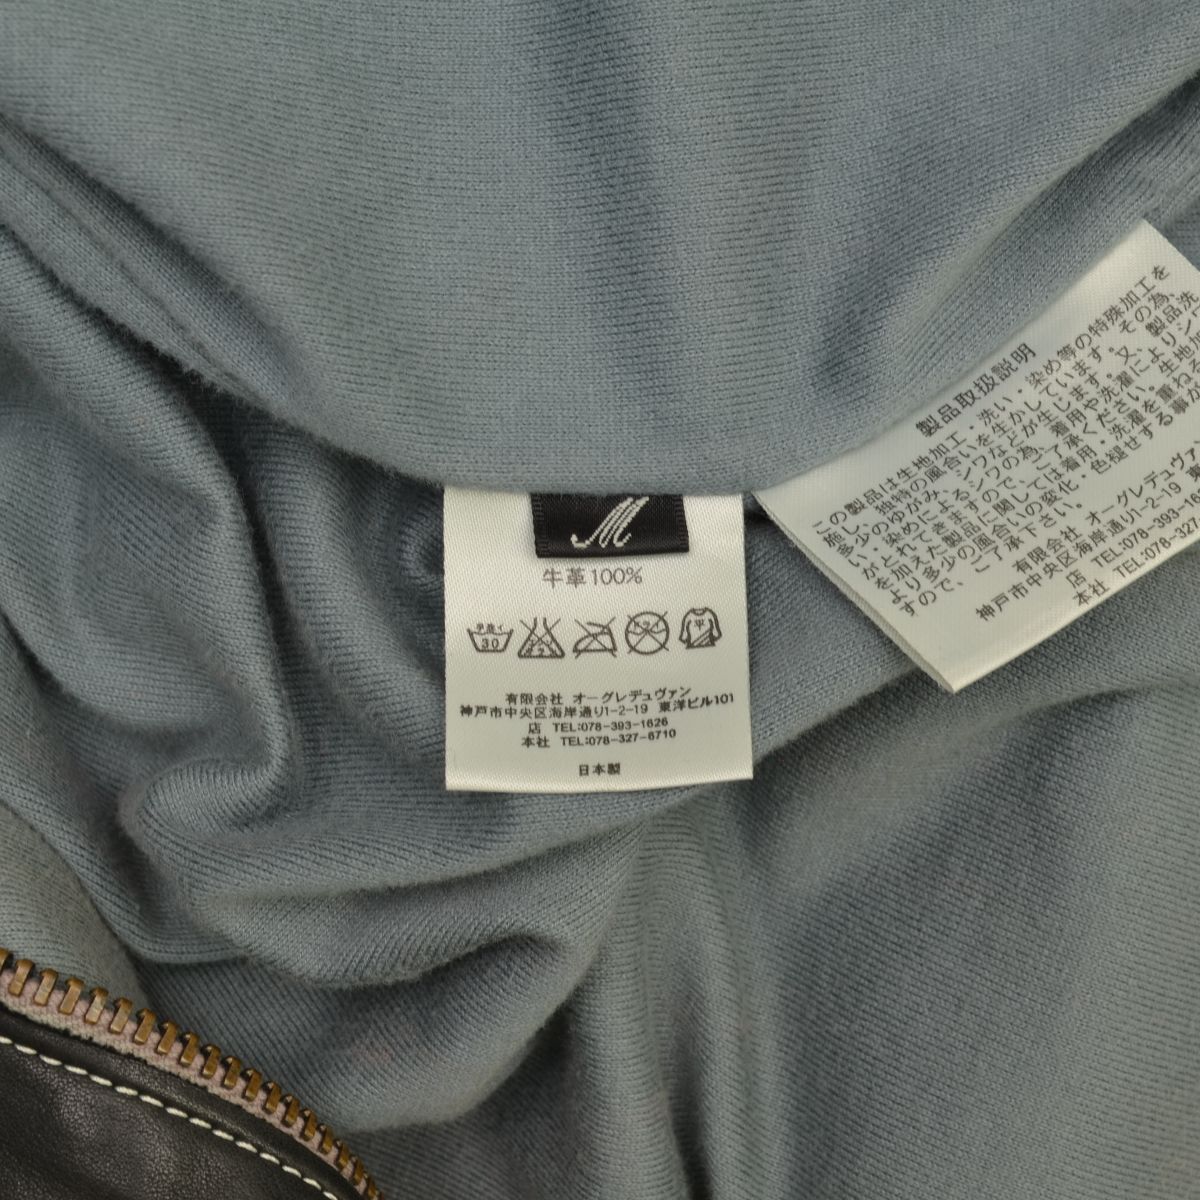 M
牛革100%
手洗イ
30
有限会社 オーグレデュヴァン
神戸市中央区海岸通り1-2-19 東洋ビル101
店 TEL:078-393-1626
本社 TEL:078-327-6710
日本製
製品取扱説明
この製品は生地加工・洗い・染め等の特殊加工を
施し、独特の風合いを生かしています。その為、
多少のゆがみ、シワなどが生じます。又、製品洗
い・染めによるシワの為、着用や洗濯によりシワ
がとれてきますので、ご了承ください。生地加
を加えた製品に関しては着用・洗濯を重ねる
より多少の風合いの変化・色褪せする事が
すので、ご了承下さい。
有限会社 オーグレデュヴァ
神戸市中央区海岸通り1-2-19
店 TEL:078-393-16
本社 TEL:078-327